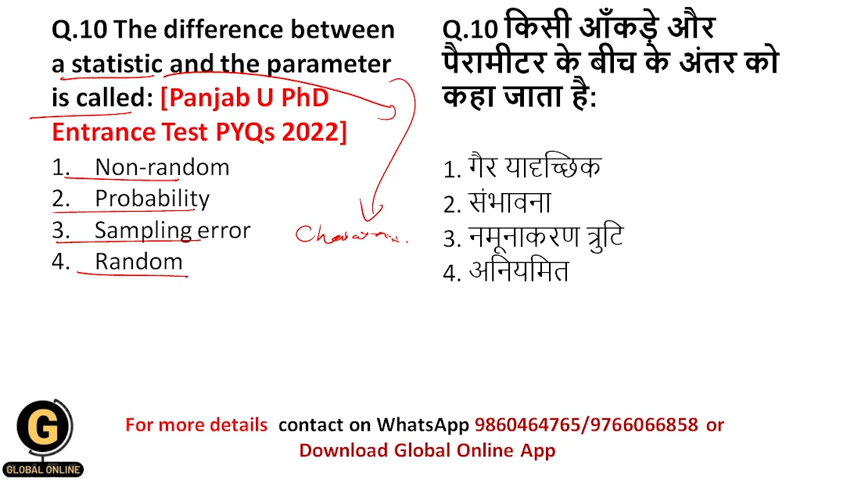 Q.10 The difference between
a statistic and the parameter
is called: [Panjab U PhD
Entrance Test PYQs 2022]
1. Non-random
2. Probability
3. Sampling error
4. Random
Q.10 किसी आँकड़े और
पैरामीटर के बीच के अंतर को
कहा जाता है:
1. गैर यादृच्छिक
2. संभावना
3. नमूनाकरण त्रुटि
4. अनियमित
G
GLOBAL ONLINE
For more details contact on WhatsApp 9860464765/9766066858 or
Download Global Online App